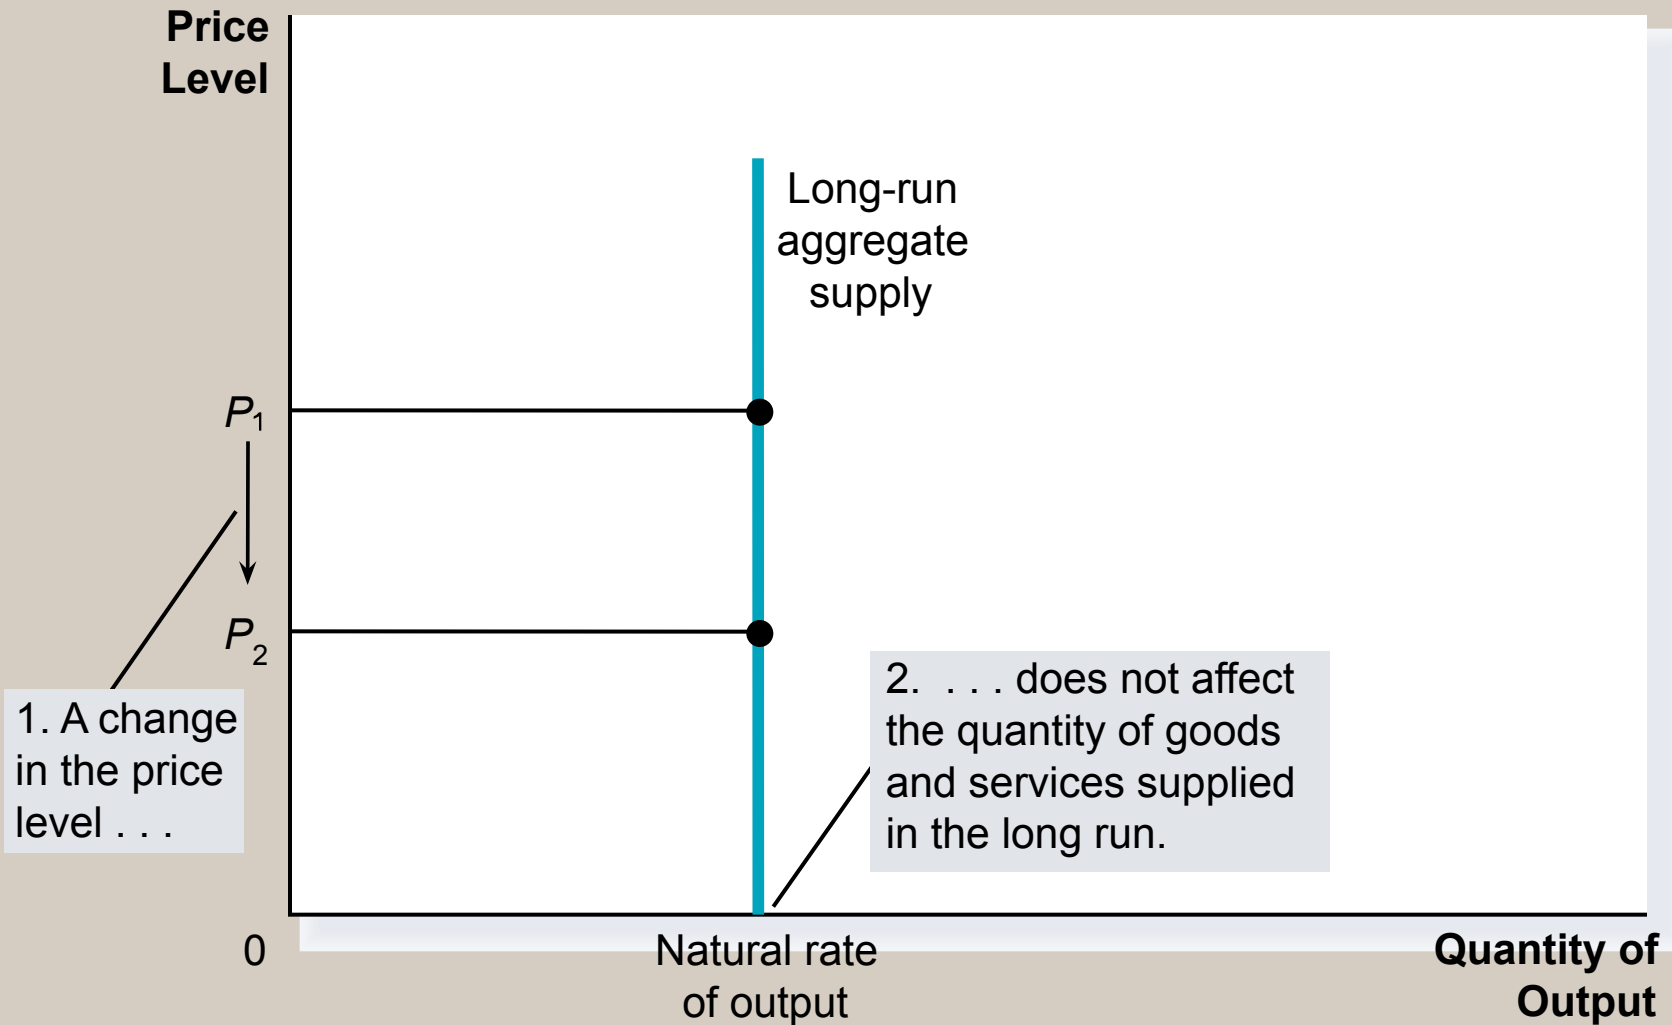 Price
Level
Long-run
aggregate
supply
P1
P2
1. A change
in the price
level . . .
2. . . . does not affect
the quantity of goods
and services supplied
in the long run.
0
Natural rate
of output
Quantity of
Output